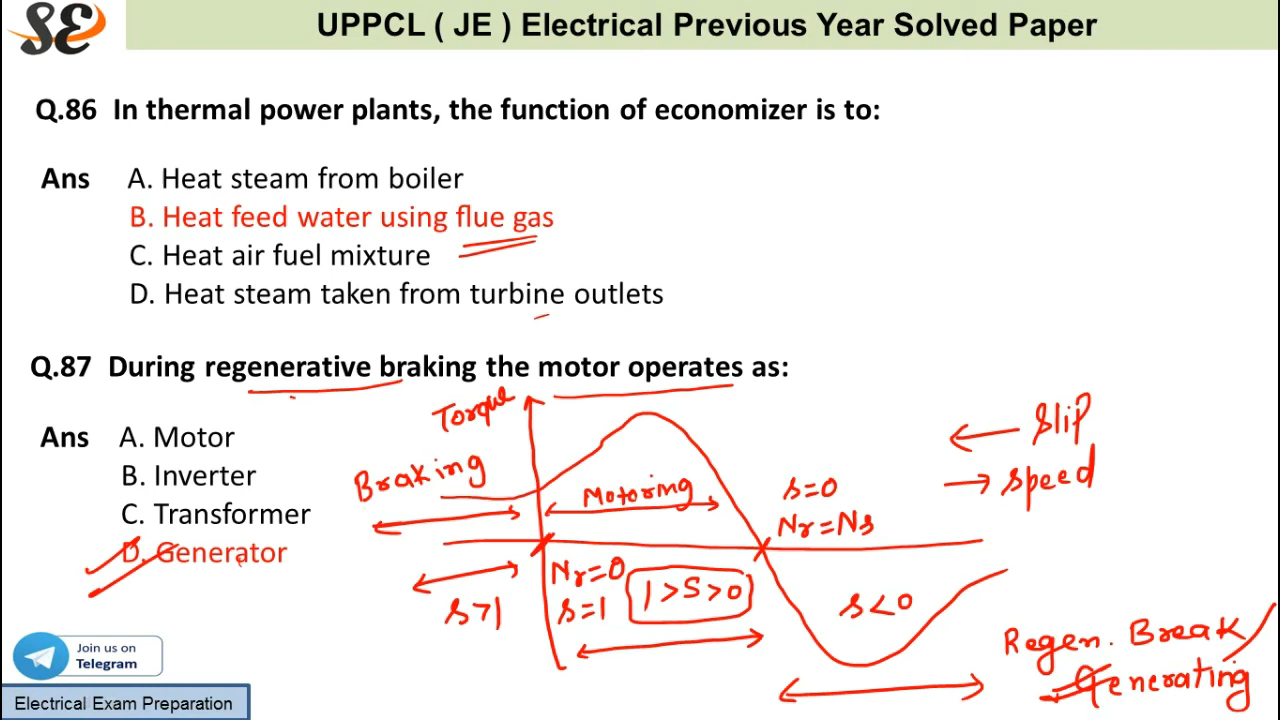 SE
UPPCL ( JE ) Electrical Previous Year Solved Paper
Q.86 In thermal power plants, the function of economizer is to:
Ans A. Heat steam from boiler
B. Heat feed water using flue gas
C. Heat air fuel mixture
D. Heat steam taken from turbine outlets
Q.87 During regenerative braking the motor operates as:
Ans A. Motor
B. Inverter
C. Transformer
D. Generator
Torque
Braking
Motoring
s=0
Nr=Ns
Slip
speed
Nr=0
s=1
1>S>0
s>1
s<0
Regen. Break
Generating
Join us on
Telegram
Electrical Exam Preparation